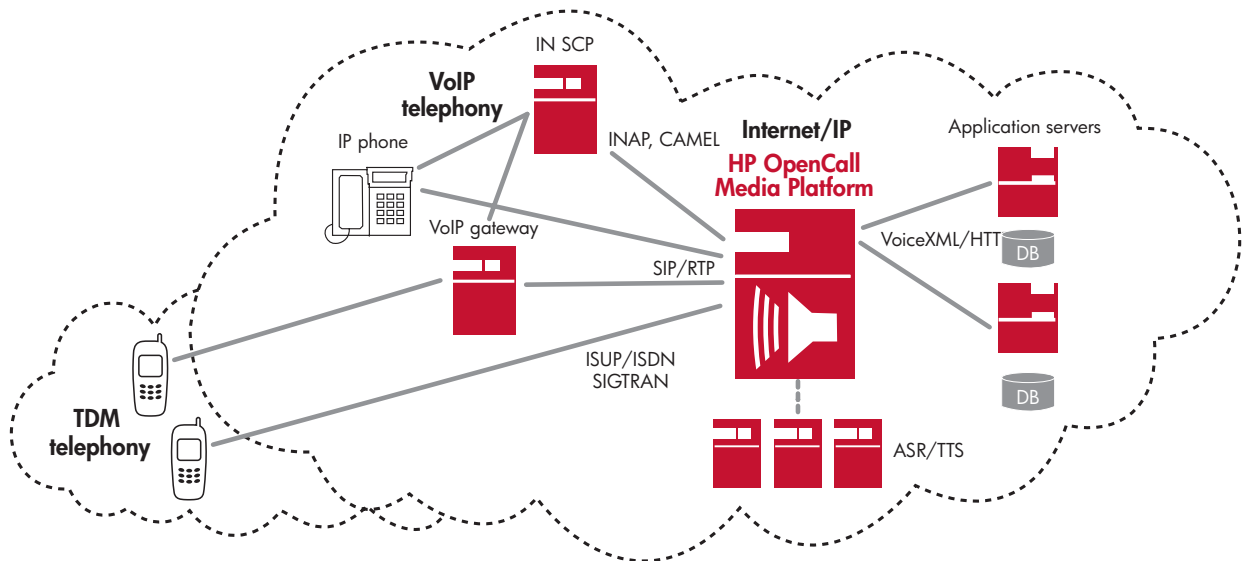 IN SCP
VoIP
telephony
IP phone
INAP, CAMEL
Internet/IP
HP OpenCall
Media Platform
Application servers
VoIP gateway
SIP/RTP
VoiceXML/HTT
DB
ISUP/ISDN
SIGTRAN
DB
TDM
telephony
ASR/TTS